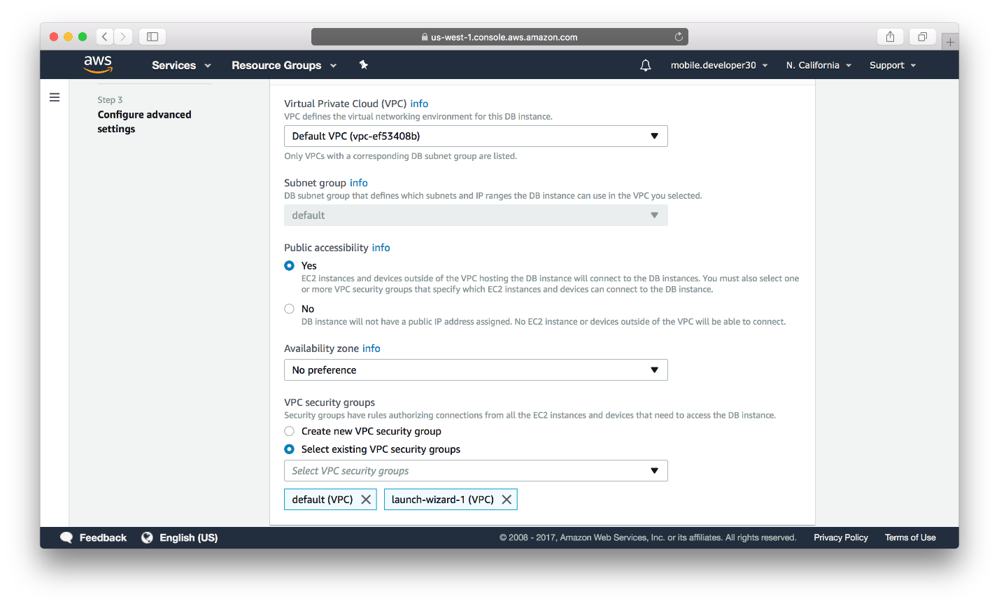 us-west-1.console.aws.amazon.com
aws
Services
Resource Groups
mobile.developer30
N. California
Support
Step 3
Configure advanced
settings
Virtual Private Cloud (VPC) info
VPC defines the virtual networking environment for this DB instance.
Default VPC (vpc-ef53408b)
Only VPCs with a corresponding DB subnet group are listed.
Subnet group info
DB subnet group that defines which subnets and IP ranges the DB instance can use in the VPC you selected.
default
Public accessibility info
Yes
EC2 instances and devices outside of the VPC hosting the DB instance will connect to the DB instances. You must also select one
or more VPC security groups that specify which EC2 instances and devices can connect to the DB instance.
No
DB instance will not have a public IP address assigned. No EC2 instance or devices outside of the VPC will be able to connect.
Availability zone info
No preference
VPC security groups
Security groups have rules authorizing connections from all the EC2 instances and devices that need to access the DB instance.
Create new VPC security group
Select existing VPC security groups
Select VPC security groups
default (VPC)
launch-wizard-1 (VPC)
Feedback
English (US)
© 2008 - 2017, Amazon Web Services, Inc. or its affiliates. All rights reserved.
Privacy Policy
Terms of Use